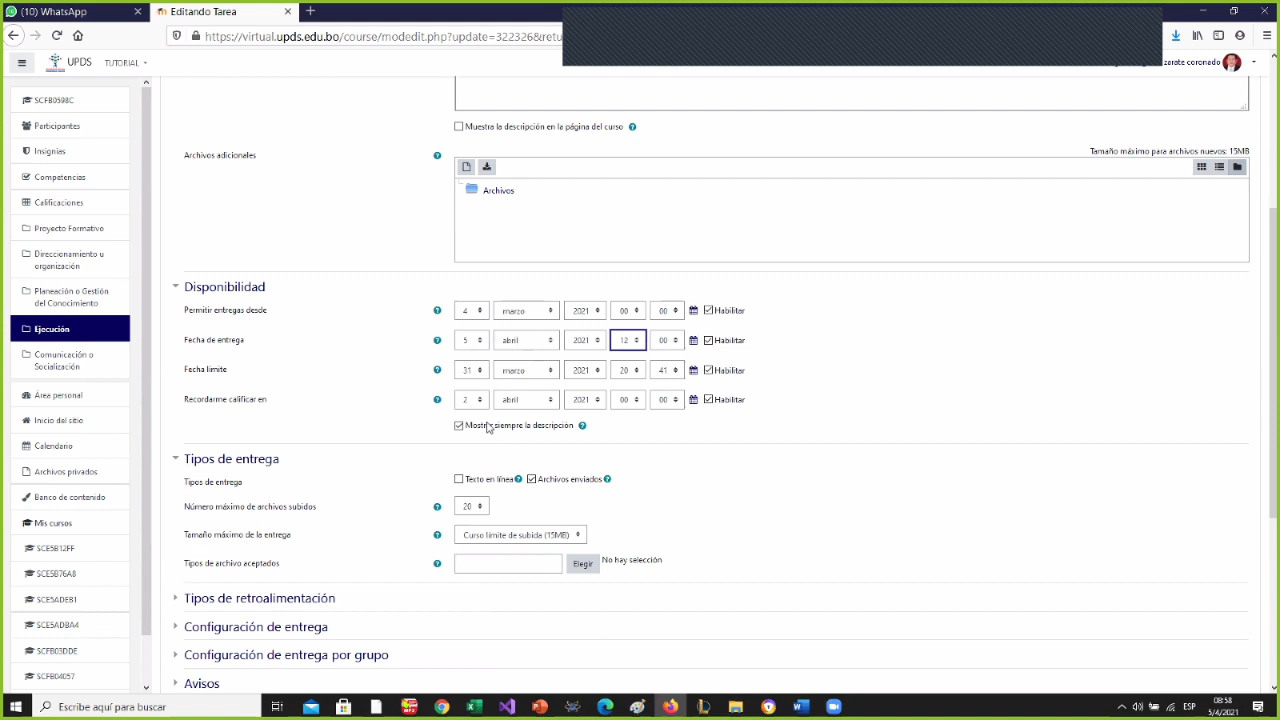 (10) WhatsApp
Editando Tarea
https://virtual.upds.edu.bo/course/modedit.php?update=322326&retu
UPDS
TUTORIAL
zarate coronado
SCFB0598C
Participantes
Insignias
Competencias
Calificaciones
Proyecto Formativo
Direccionamiento u
organización
Planeación o Gestión
del Conocimiento
Ejecución
Comunicación o
Socialización
Área personal
Inicio del sitio
Calendario
Archivos privados
Banco de contenido
Mis cursos
SCE5B12FF
SCE5B76A8
SCE5ADEB1
SCE5ADBA4
SCFB03DDE
SCFB04057
Muestra la descripción en la página del curso
Archivos adicionales
Tamaño máximo para archivos nuevos: 15MB
Archivos
Disponibilidad
Permitir entregas desde 4 marzo 2021 00 00 Habilitar
Fecha de entrega 5 abril 2021 12 00 Habilitar
Fecha límite 31 marzo 2021 20 41 Habilitar
Recordarme calificar en 2 abril 2021 00 00 Habilitar
Mostrar siempre la descripción
Tipos de entrega
Tipos de entrega Texto en línea Archivos enviados
Número máximo de archivos subidos 20
Tamaño máximo de la entrega Curso límite de subida (15MB)
Tipos de archivo aceptados Elegir No hay selección
Tipos de retroalimentación
Configuración de entrega
Configuración de entrega por grupo
Avisos
Escribe aquí para buscar
ESP
08:58
5/4/2021